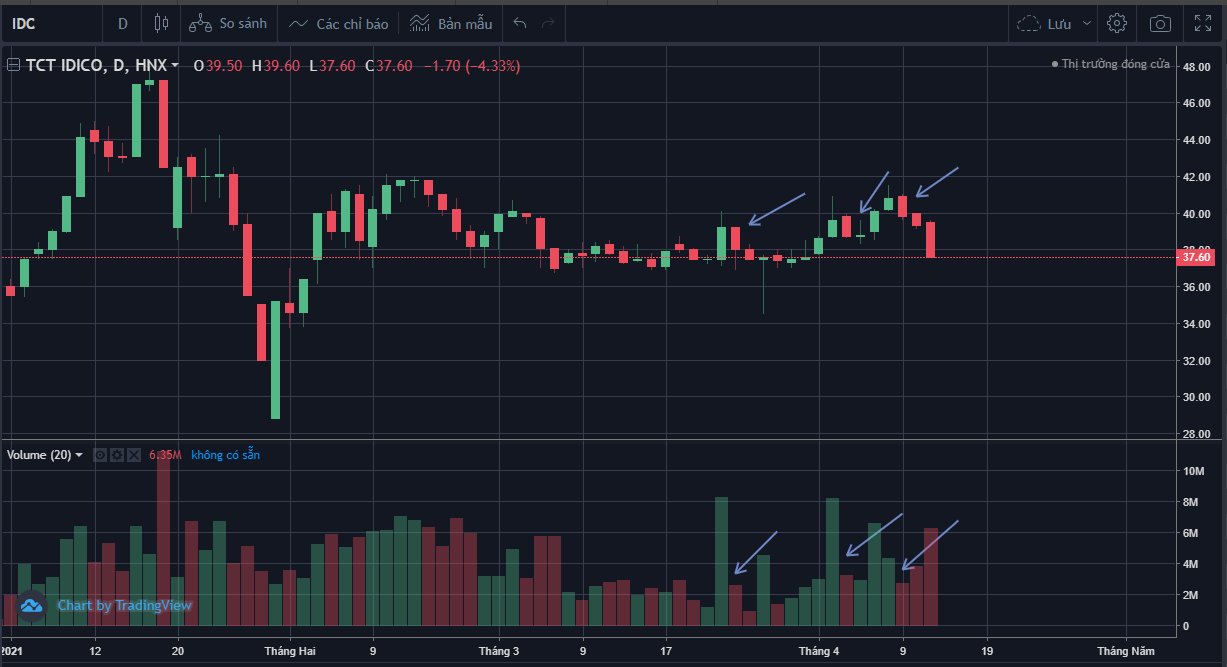 IDC D So sánh Các chỉ báo Bản mẫu Lưu
TCT IDICO, D, HNX O39.50 H39.60 L37.60 C37.60 −1.70 (−4.33%)
Thị trường đóng cửa
48.00
46.00
44.00
42.00
40.00
38.00
37.60
36.00
34.00
32.00
30.00
28.00
Volume (20) 6.35M không có sẵn
10M
8M
6M
4M
2M
0
Chart by TradingView
2021 12 20 Tháng Hai 9 Tháng 3 9 17 Tháng 4 9 19 Tháng Năm